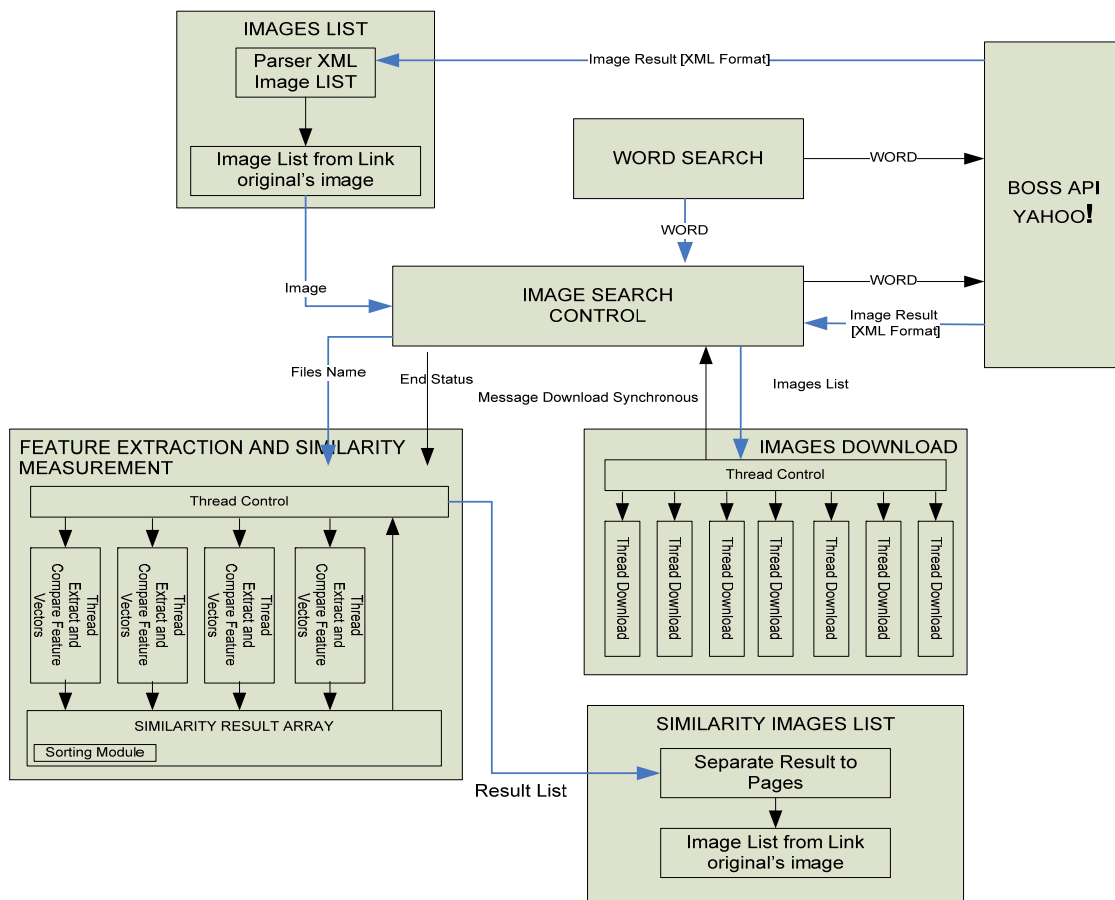 IMAGES LIST
Parser XML
Image LIST
Image List from Link
original's image
Image Result [XML Format]
WORD SEARCH
WORD
BOSS API
YAHOO!
WORD
Image
IMAGE SEARCH
CONTROL
WORD
Image Result
[XML Format]
Files Name
End Status
Message Download Synchronous
Images List
FEATURE EXTRACTION AND SIMILARITY
MEASUREMENT
Thread Control
Thread
Extract and
Compare Feature
Vectors
Thread
Extract and
Compare Feature
Vectors
Thread
Extract and
Compare Feature
Vectors
Thread
Extract and
Compare Feature
Vectors
SIMILARITY RESULT ARRAY
Sorting Module
IMAGES DOWNLOAD
Thread Control
Thread Download
Thread Download
Thread Download
Thread Download
Thread Download
Thread Download
Thread Download
Result List
SIMILARITY IMAGES LIST
Separate Result to
Pages
Image List from Link
original's image